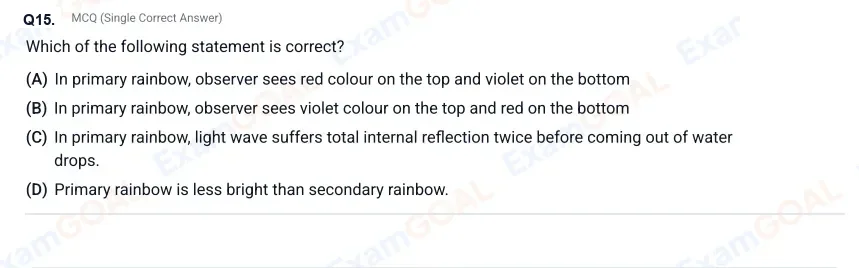 Q15. MCQ (Single Correct Answer)
Which of the following statement is correct?
(A) In primary rainbow, observer sees red colour on the top and violet on the bottom
(B) In primary rainbow, observer sees violet colour on the top and red on the bottom
(C) In primary rainbow, light wave suffers total internal reflection twice before coming out of water
drops.
(D) Primary rainbow is less bright than secondary rainbow.
ExamGOAL